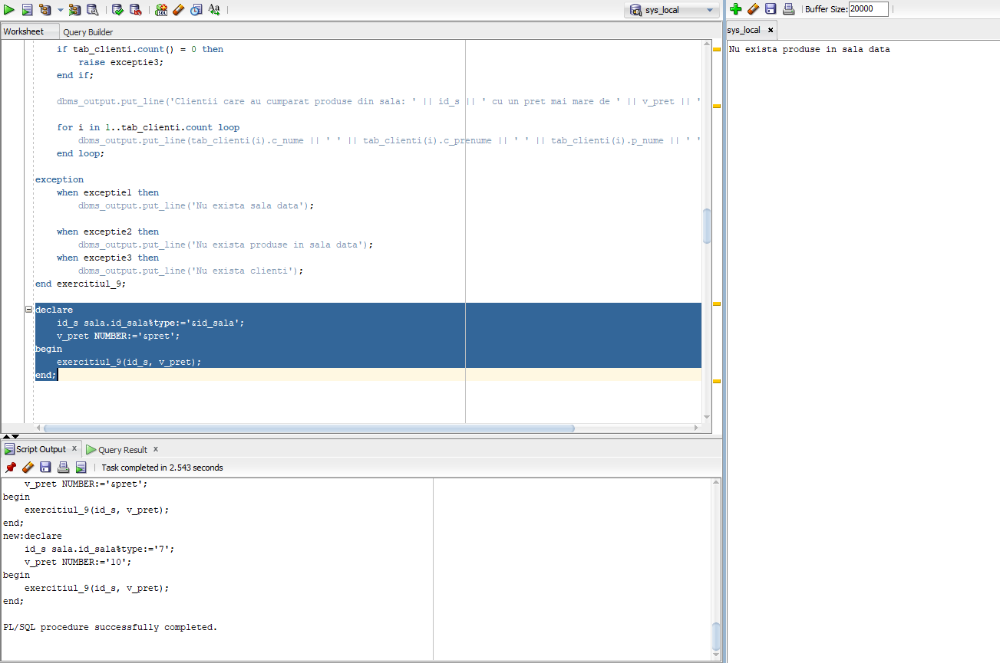 sys_local
Worksheet
Query Builder
if tab_clienti.count() = 0 then
raise exceptie3;
end if;
dbms_output.put_line('Clientii care au cumparat produse din sala: ' || id_s || ' cu un pret mai mare de ' || v_pret || '
for i in 1..tab_clienti.count loop
dbms_output.put_line(tab_clienti(i).c_nume || ' ' || tab_clienti(i).c_prenume || ' ' || tab_clienti(i).p_nume || ' '
end loop;
exception
when exceptie1 then
dbms_output.put_line('Nu exista sala data');
when exceptie2 then
dbms_output.put_line('Nu exista produse in sala data');
when exceptie3 then
dbms_output.put_line('Nu exista clienti');
end exercitiul_9;
declare
id_s sala.id_sala%type:='&id_sala';
v_pret NUMBER:='&pret';
begin
exercitiul_9(id_s, v_pret);
end;
Script Output x
Query Result x
Task completed in 2.543 seconds
v_pret NUMBER:='&pret';
begin
exercitiul_9(id_s, v_pret);
end;
new:declare
id_s sala.id_sala%type:='7';
v_pret NUMBER:='10';
begin
exercitiul_9(id_s, v_pret);
end;
PL/SQL procedure successfully completed.
Buffer Size: 20000
sys_local x
Nu exista produse in sala data